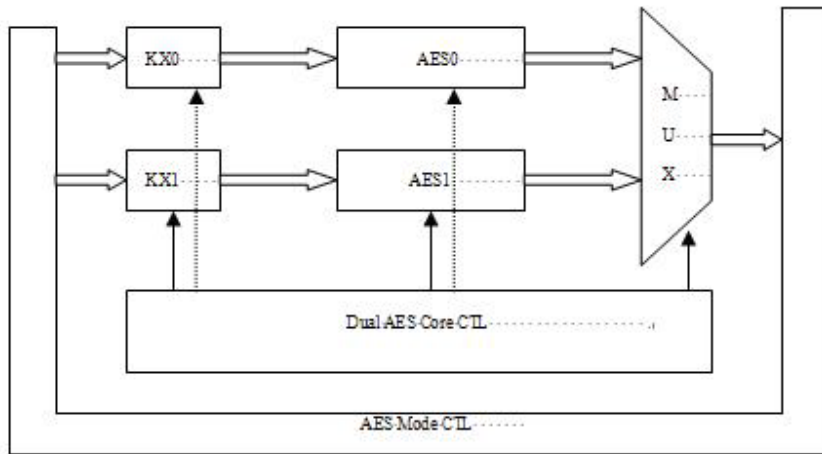 KX0
AES0
M
U
X
KX1
AES1
Dual AES Core CTL
AES Mode CTL